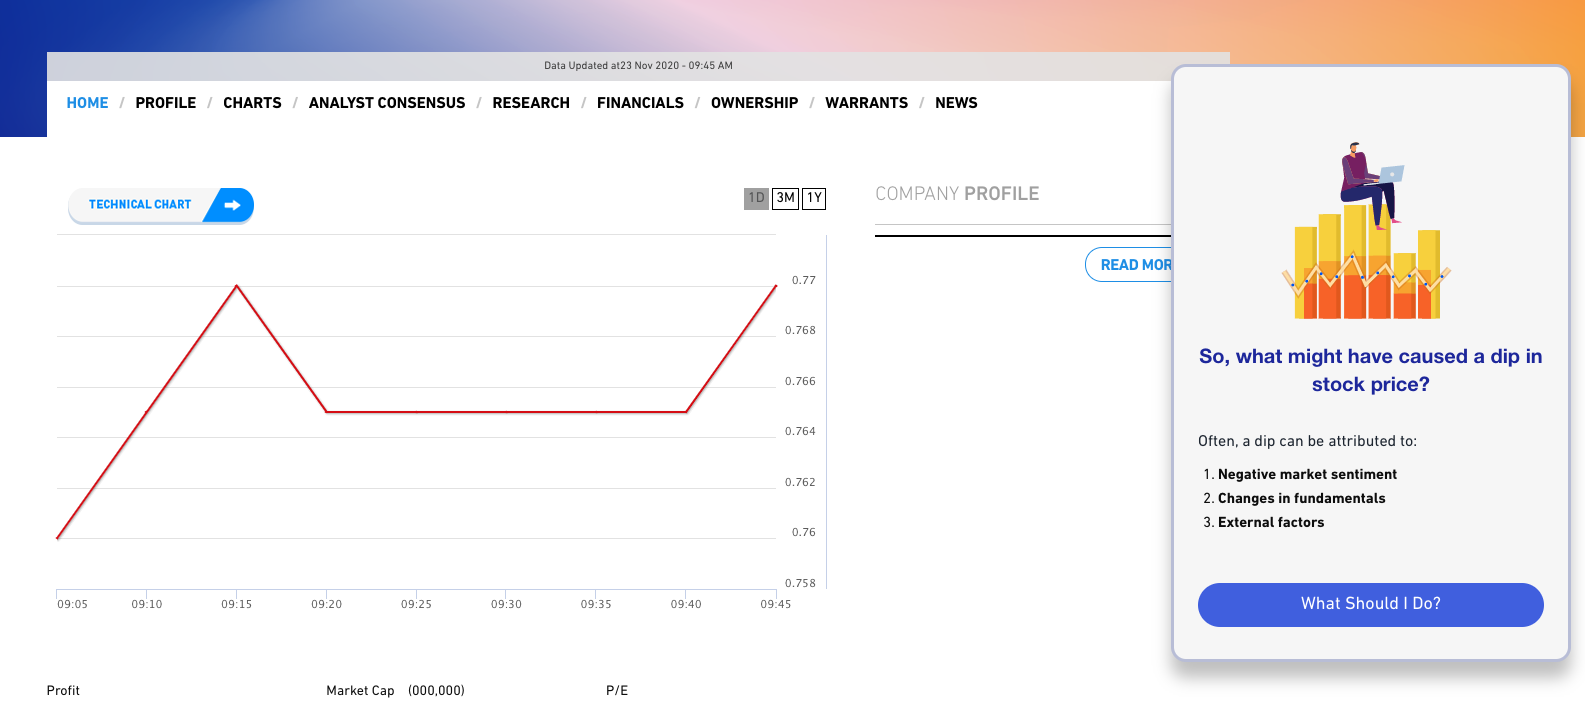 Data Updated at23 Nov 2020 - 09:45 AM
HOME / PROFILE / CHARTS / ANALYST CONSENSUS / RESEARCH / FINANCIALS / OWNERSHIP / WARRANTS / NEWS
TECHNICAL CHART
1D 3M 1Y
0.77
0.768
0.766
0.764
0.762
0.76
0.758
09:05 09:10 09:15 09:20 09:25 09:30 09:35 09:40 09:45
COMPANY PROFILE
READ MOR
So, what might have caused a dip in
stock price?
Often, a dip can be attributed to:
1. Negative market sentiment
2. Changes in fundamentals
3. External factors
What Should I Do?
Profit
Market Cap (000,000)
P/E